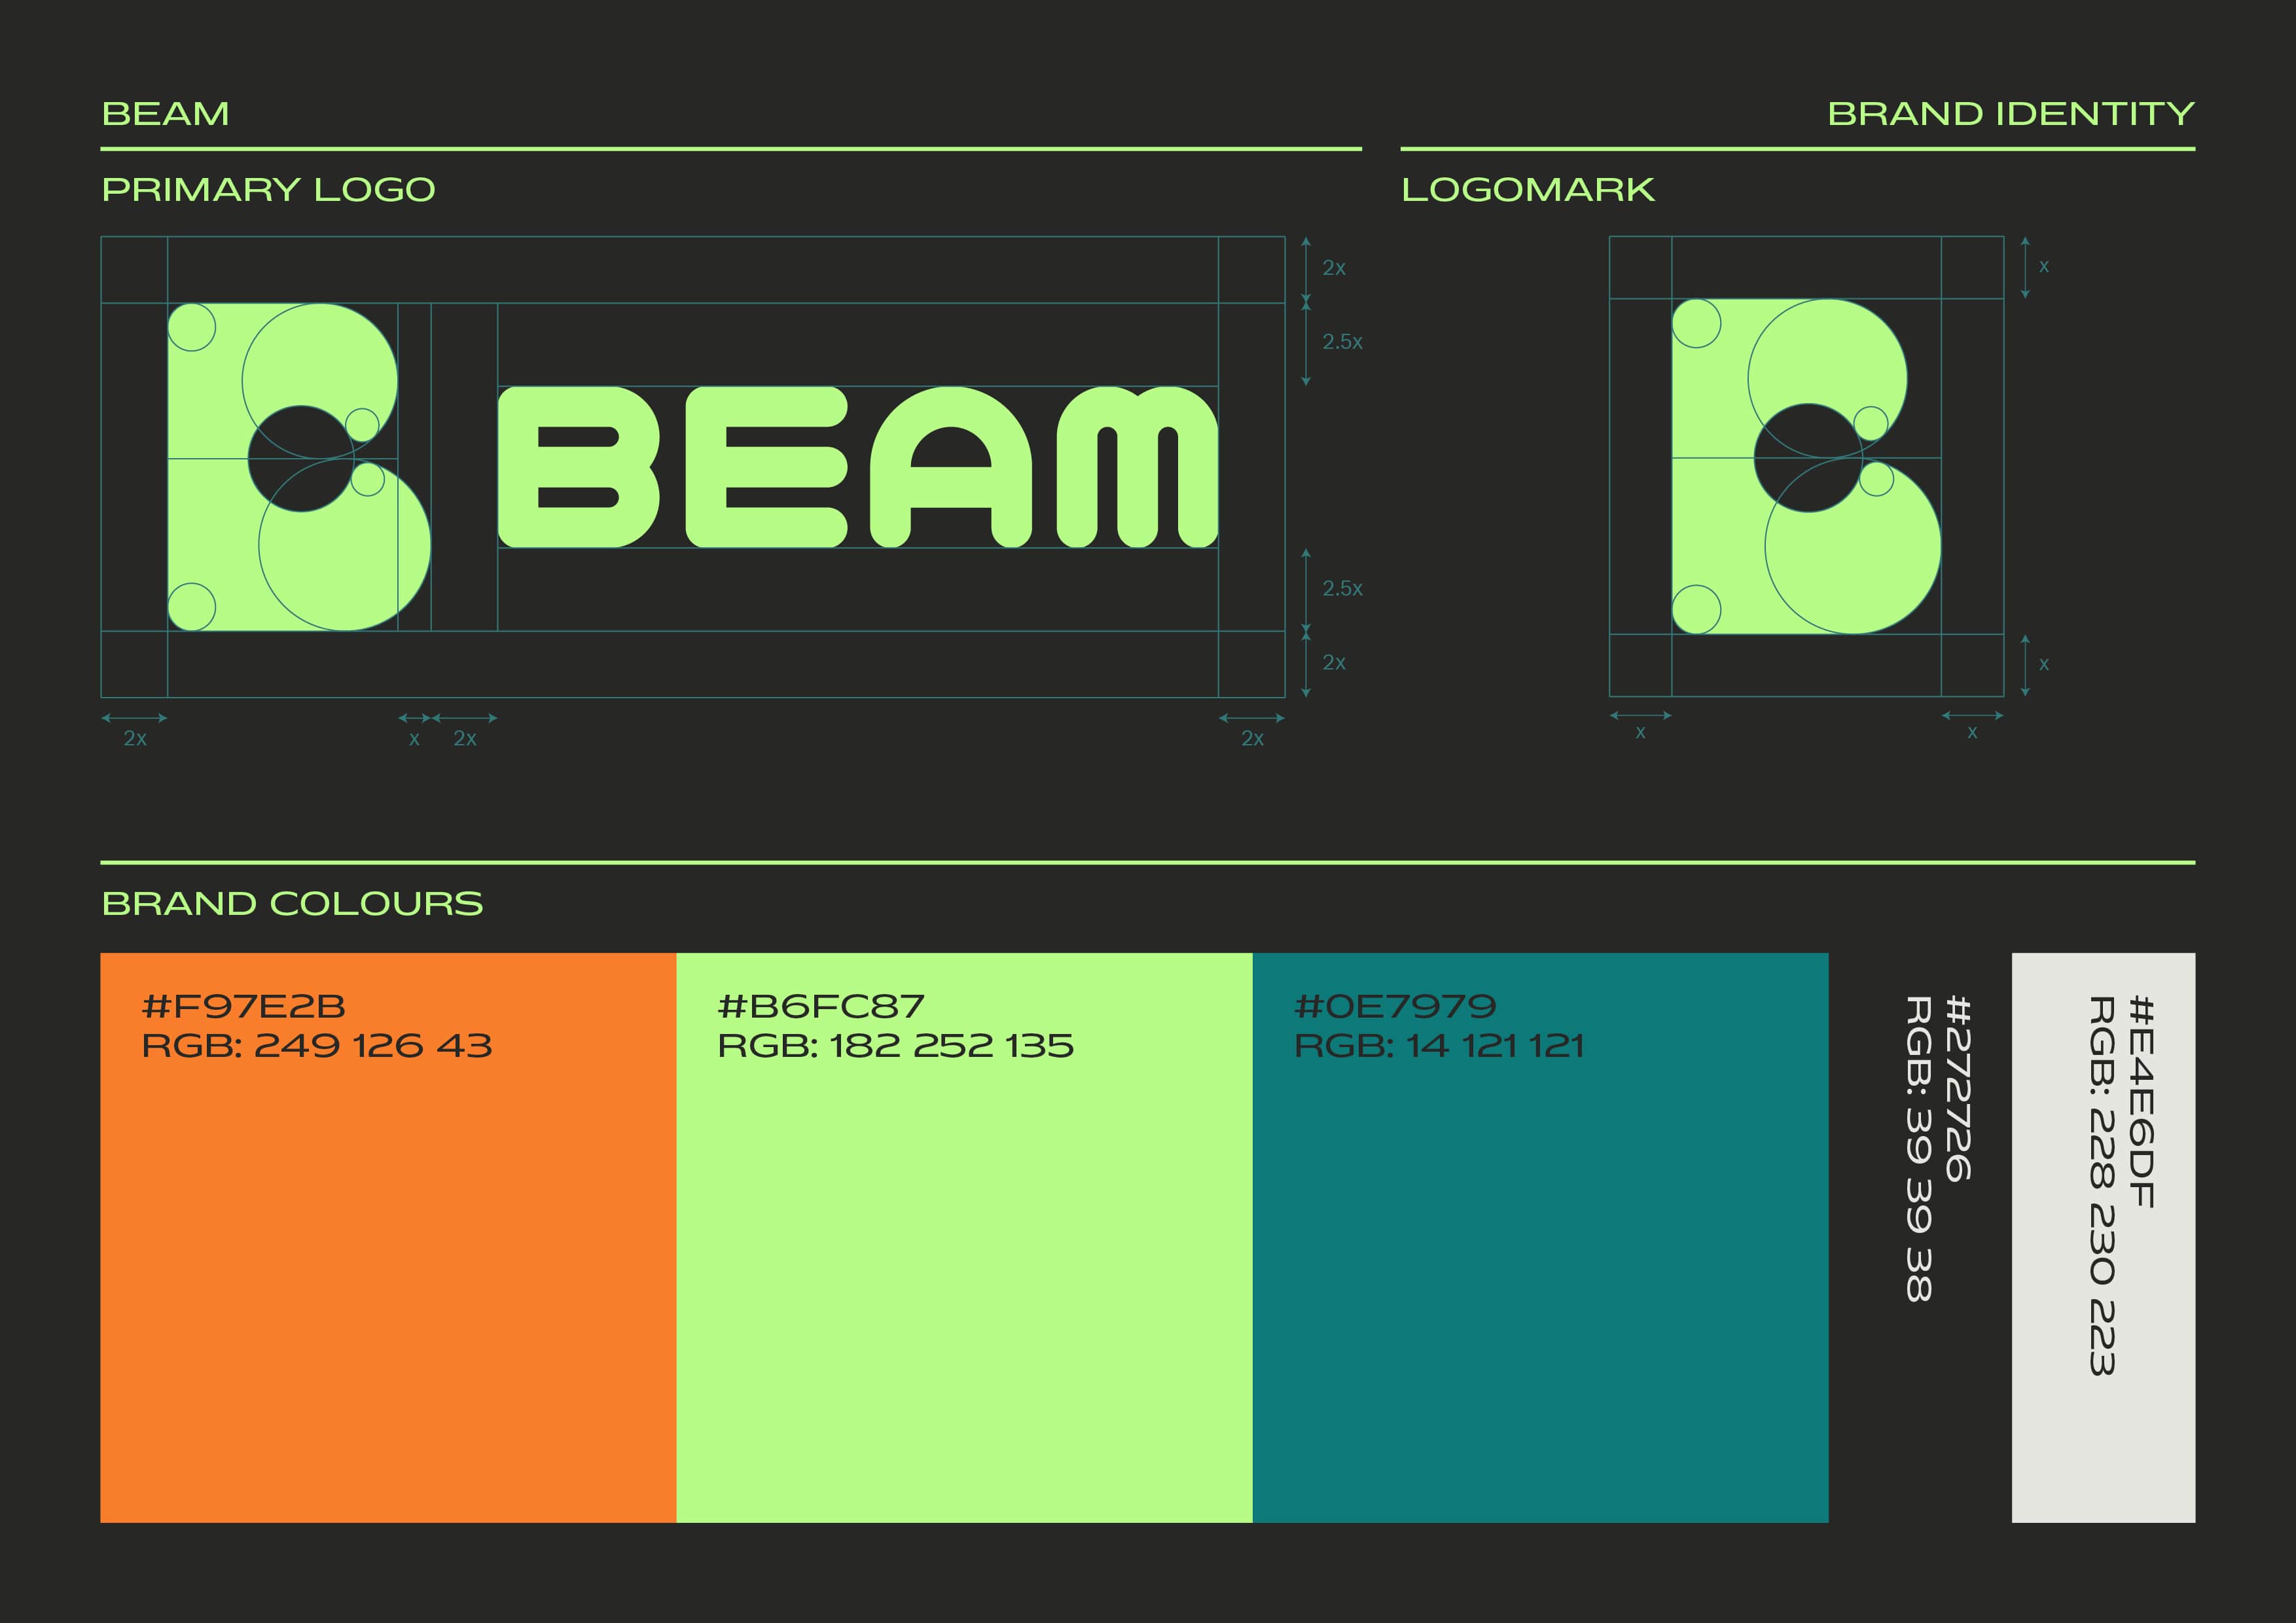 BEAM
BRAND IDENTITY
PRIMARY LOGO
LOGOMARK
2x
2.5x
BEAM
2.5x
2x
2x
x
2x
2x
x
x
x
x
BRAND COLOURS
#F97E2B
RGB: 249 126 43
#B6FC87
RGB: 182 252 135
#0E7979
RGB: 14 121 121
#272726
RGB: 39 39 38
#E4E6DF
RGB: 228 230 223